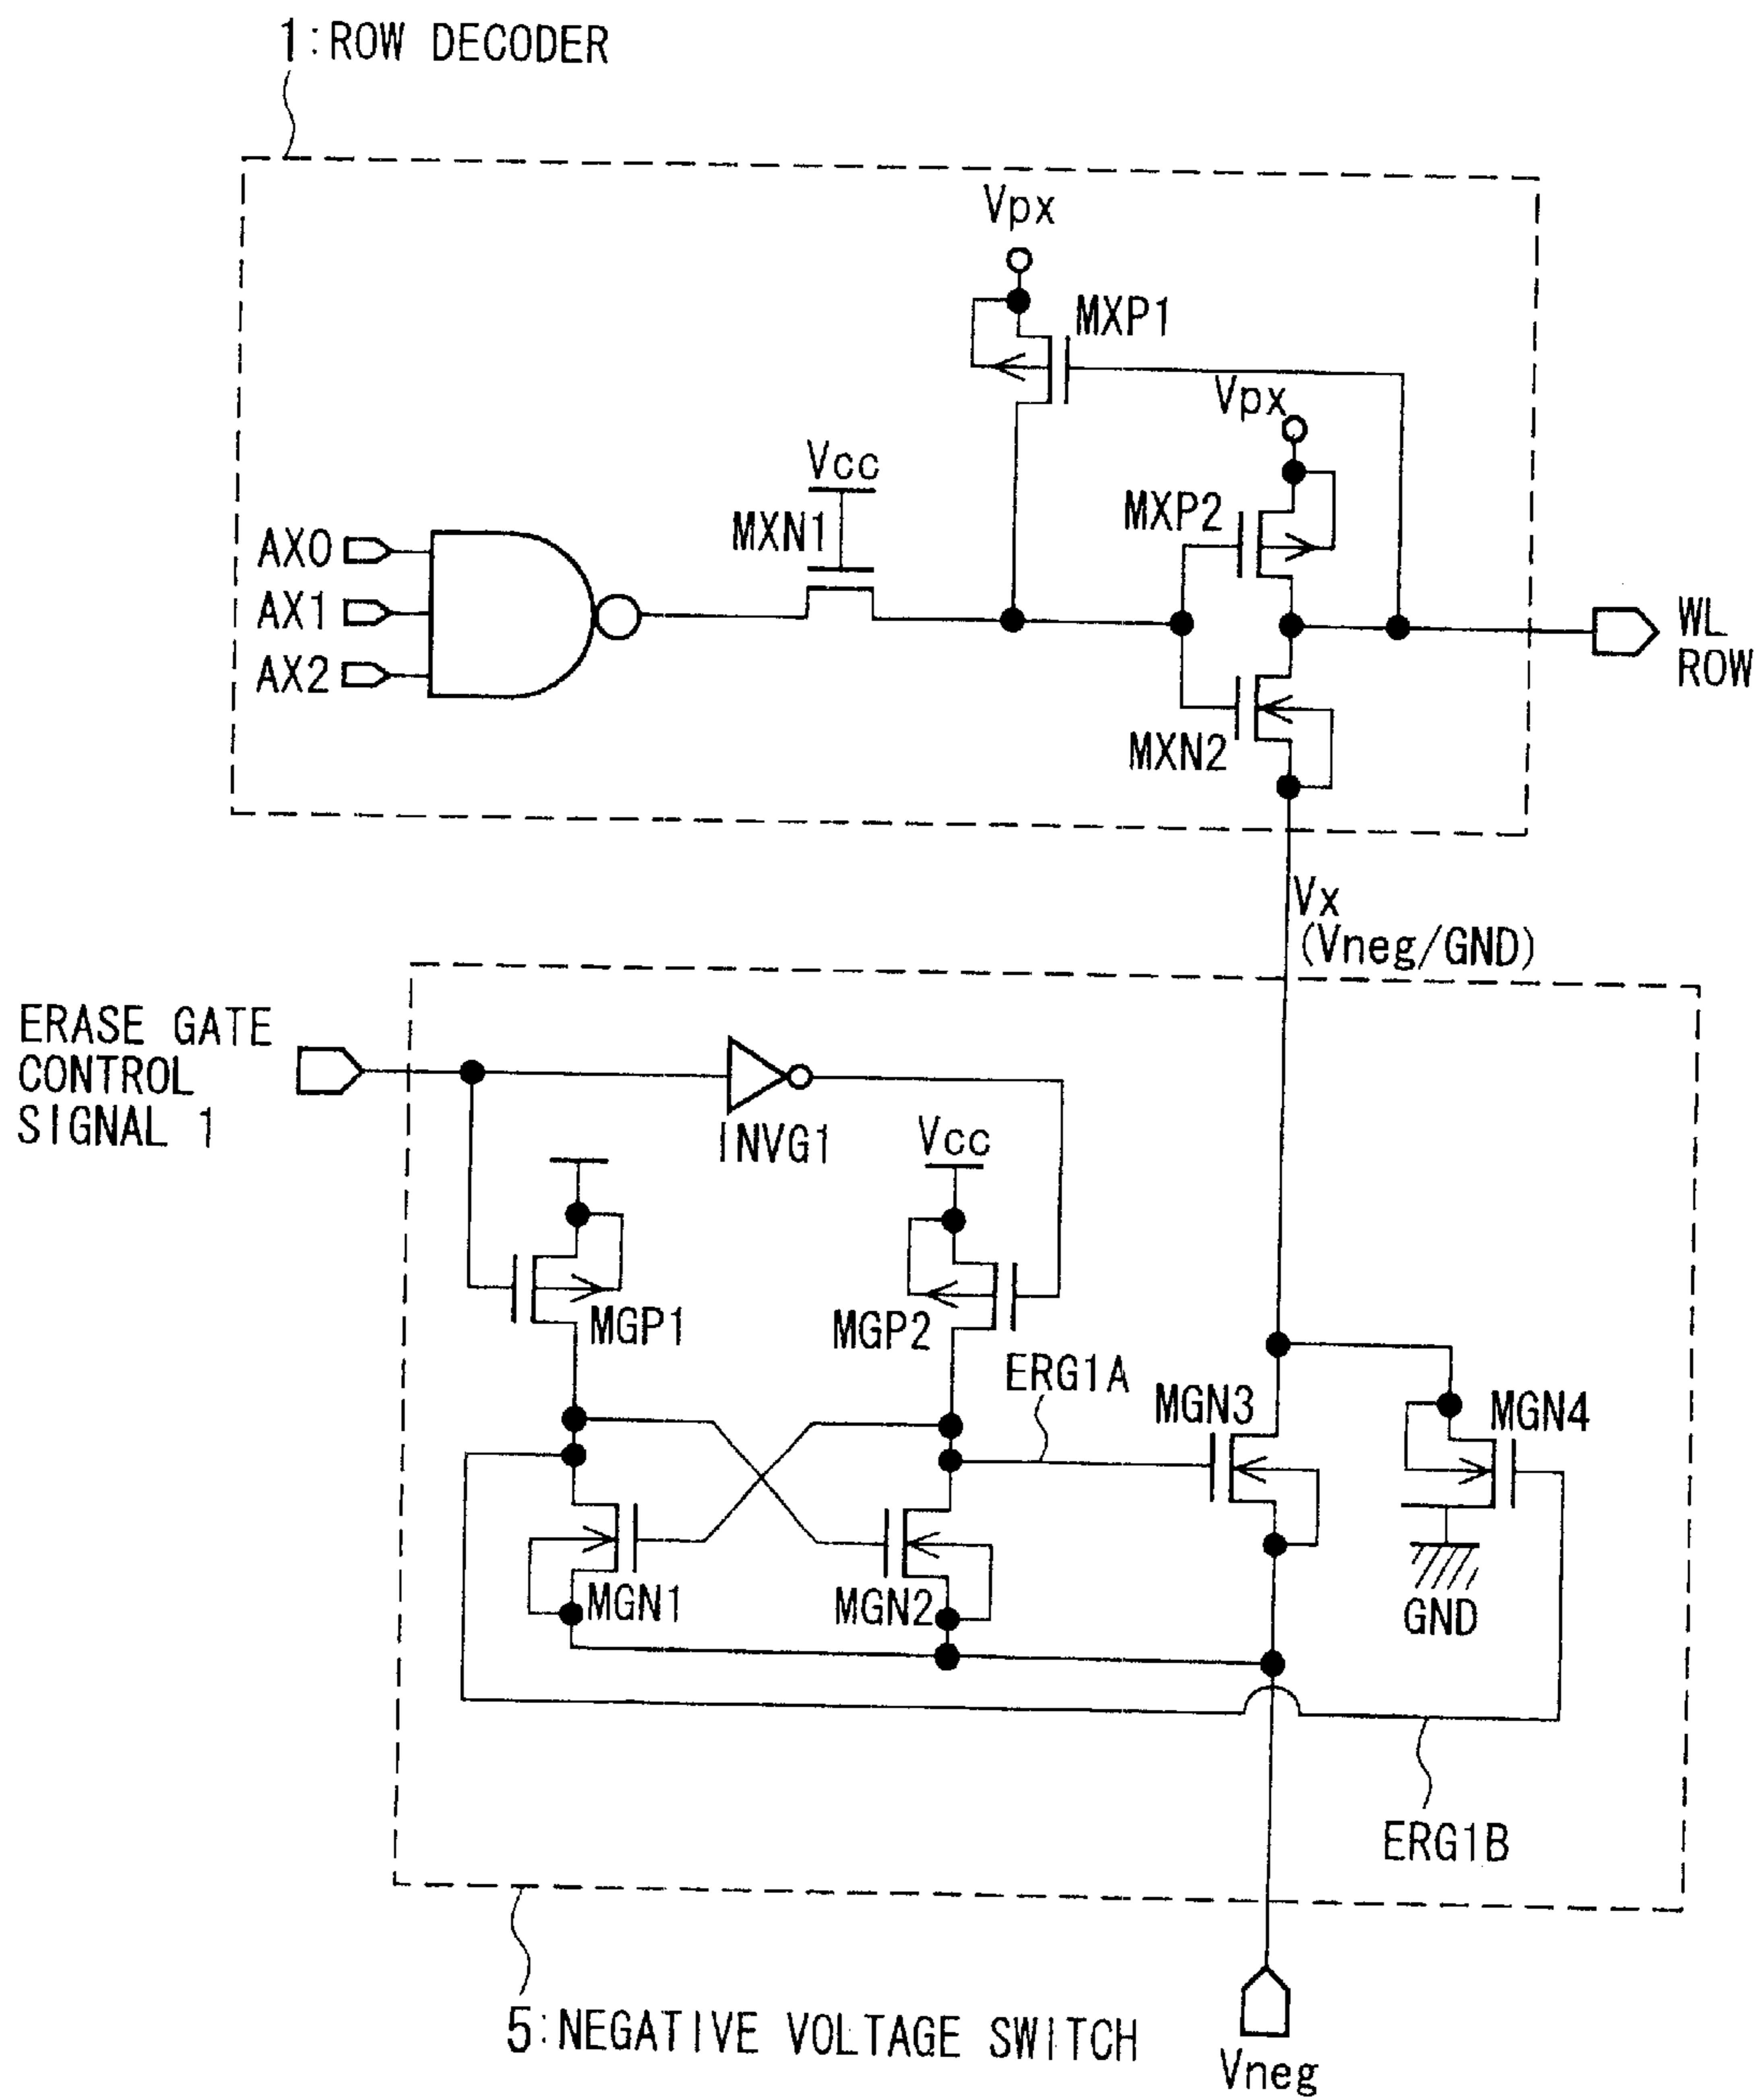 1:ROW DECODER
Vpx
MXP1
Vpx
Vcc
MXP2
MXN1
AX0
AX1
AX2
WL
ROW
MXN2
Vx
(Vneg/GND)
ERASE GATE
CONTROL
SIGNAL 1
INVG1
Vcc
MGP1
MGP2
ERG1A
MGN3
MGN4
MGN1
MGN2
GND
ERG1B
5:NEGATIVE VOLTAGE SWITCH
Vneg